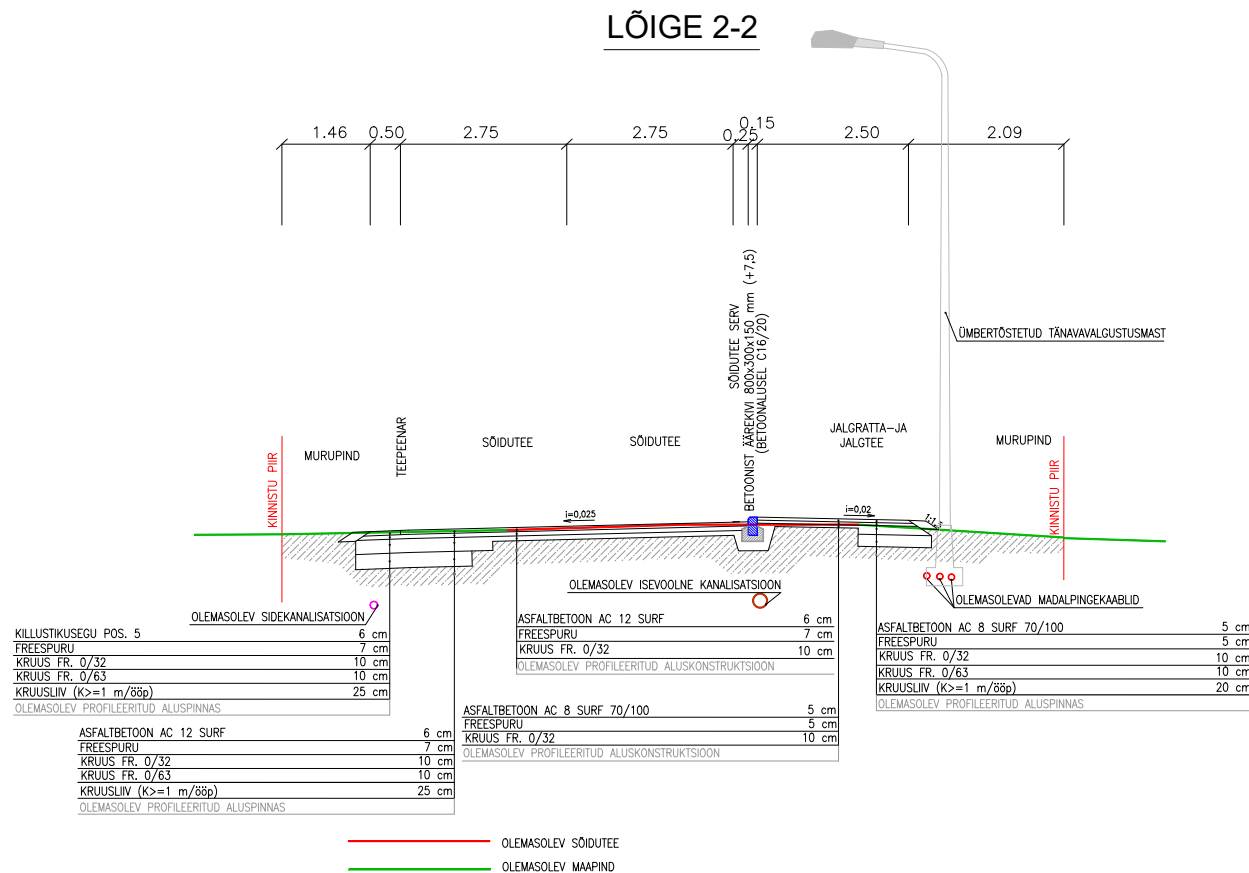 LÕIGE 2-2
1.46
0.50
2.75
2.75
0.25
0.15
2.50
2.09
KINNISTU PIIR
MURUPIND
TEEPEENAR
SÕIDUTEE
SÕIDUTEE
SÕIDUTEE SERV
BETOONIST ÄÄREKIVI 800x300x150 mm (+7,5)
(BETOONALUSEL C16/20)
JALGRATTA-JA
JALGTEE
MURUPIND
KINNISTU PIIR
ÜMBERTÕSTETUD TÄNAVAVALGUSTUSMAST
i=0,025
i=0,02
1:1,5
OLEMASOLEV SIDEKANALISATSIOON
OLEMASOLEV ISEVOOLNE KANALISATSIOON
OLEMASOLEVAD MADALPINGEKAABLID
KILLUSTIKUSEGU POS. 5 6 cm
FREESPURU 7 cm
KRUUS FR. 0/32 10 cm
KRUUS FR. 0/63 10 cm
KRUUSLIIV (K>=1 m/ööp) 25 cm
OLEMASOLEV PROFILEERITUD ALUSPINNAS
ASFALTBETOON AC 12 SURF 6 cm
FREESPURU 7 cm
KRUUS FR. 0/32 10 cm
KRUUS FR. 0/63 10 cm
KRUUSLIIV (K>=1 m/ööp) 25 cm
OLEMASOLEV PROFILEERITUD ALUSPINNAS
ASFALTBETOON AC 12 SURF 6 cm
FREESPURU 7 cm
KRUUS FR. 0/32 10 cm
OLEMASOLEV PROFILEERITUD ALUSKONSTRUKTSIOON
ASFALTBETOON AC 8 SURF 70/100 5 cm
FREESPURU 5 cm
KRUUS FR. 0/32 10 cm
OLEMASOLEV PROFILEERITUD ALUSKONSTRUKTSIOON
ASFALTBETOON AC 8 SURF 70/100 5 cm
FREESPURU 5 cm
KRUUS FR. 0/32 10 cm
KRUUS FR. 0/63 10 cm
KRUUSLIIV (K>=1 m/ööp) 20 cm
OLEMASOLEV PROFILEERITUD ALUSPINNAS
OLEMASOLEV SÕIDUTEE
OLEMASOLEV MAAPIND